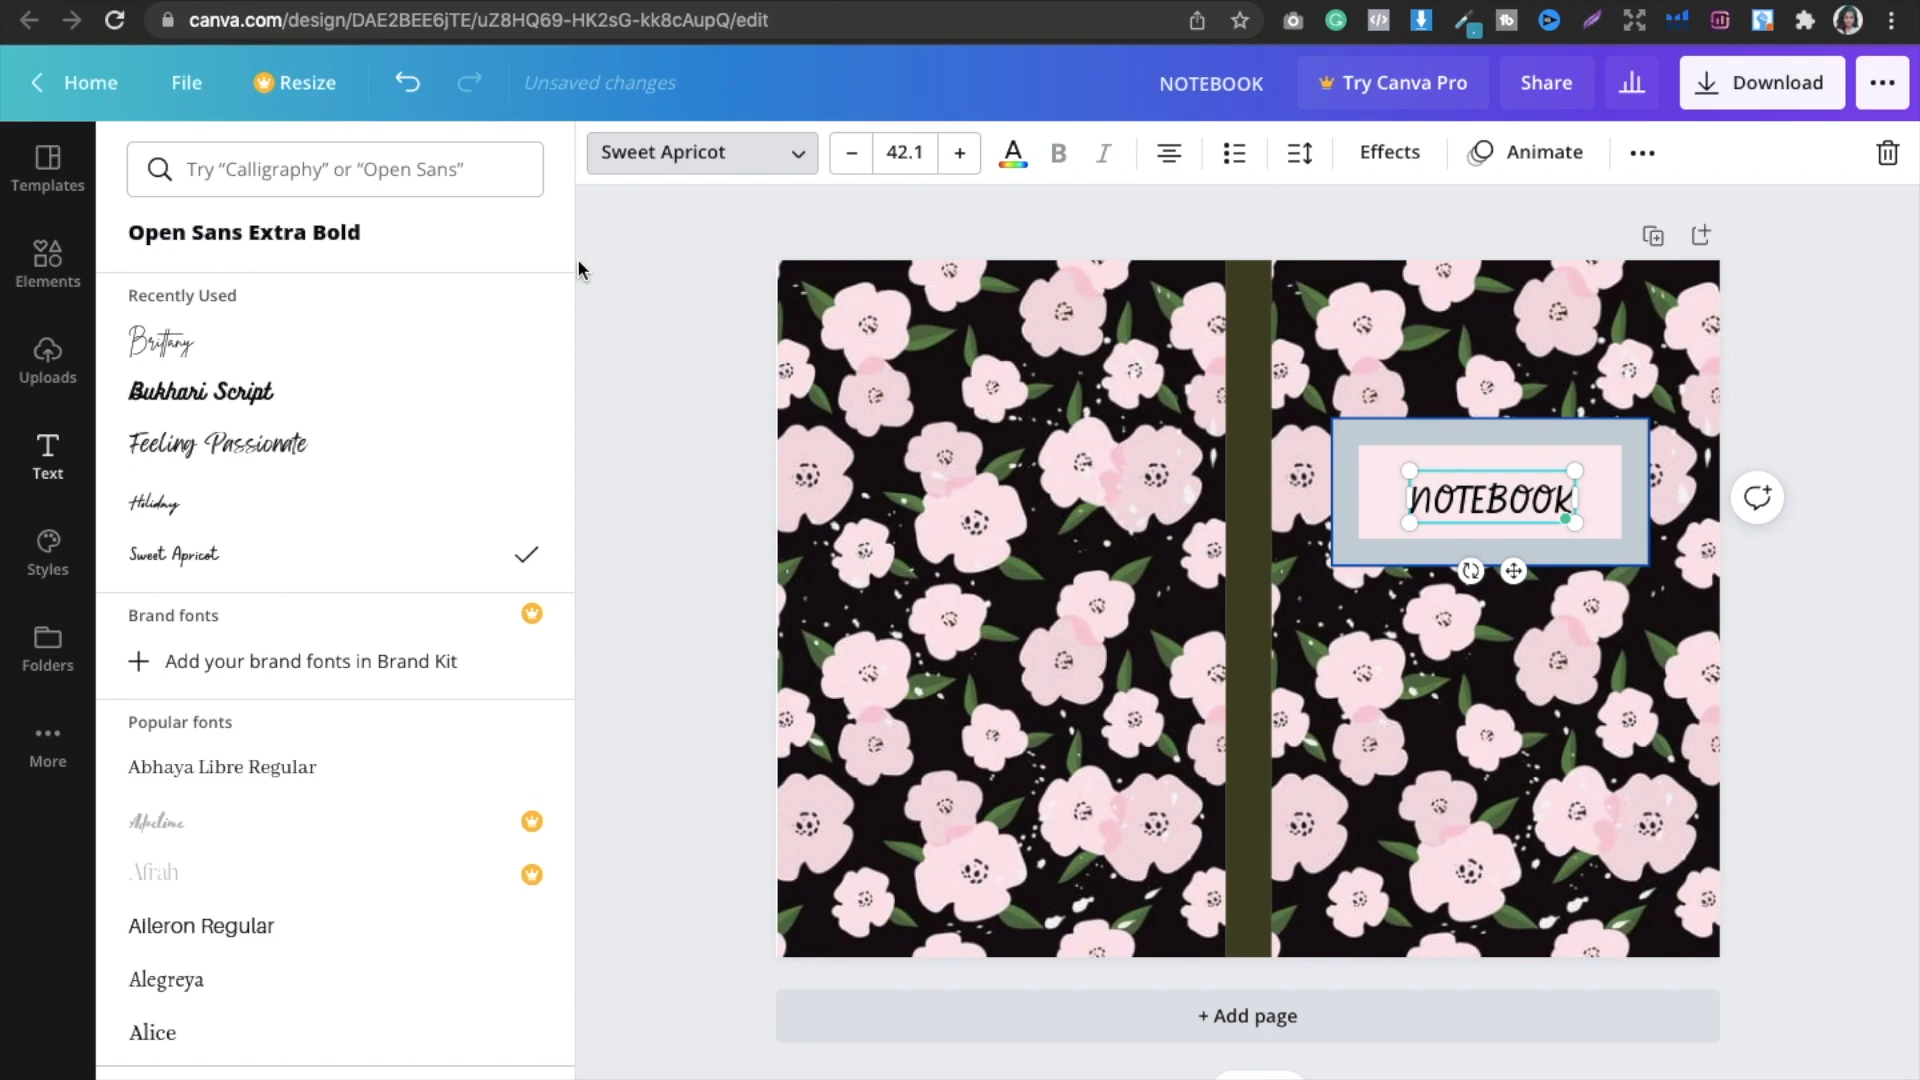 canva.com/design/DAE2BEE6jTE/uZ8HQ69-HK2sG-kk8cAupQ/edit
Home
File
Resize
Unsaved changes
NOTEBOOK
Try Canva Pro
Share
Download
Templates
Elements
Uploads
Text
Styles
Folders
More
Try “Calligraphy” or “Open Sans”
Open Sans Extra Bold
Recently Used
Brittany
Bukhari Script
Feeling Passionate
Holiday
Sweet Apricot
Brand fonts
Add your brand fonts in Brand Kit
Popular fonts
Abhaya Libre Regular
Adeline
Afrah
Aileron Regular
Alegreya
Alice
Sweet Apricot
42.1
A
B
I
Effects
Animate
NOTEBOOK
+ Add page